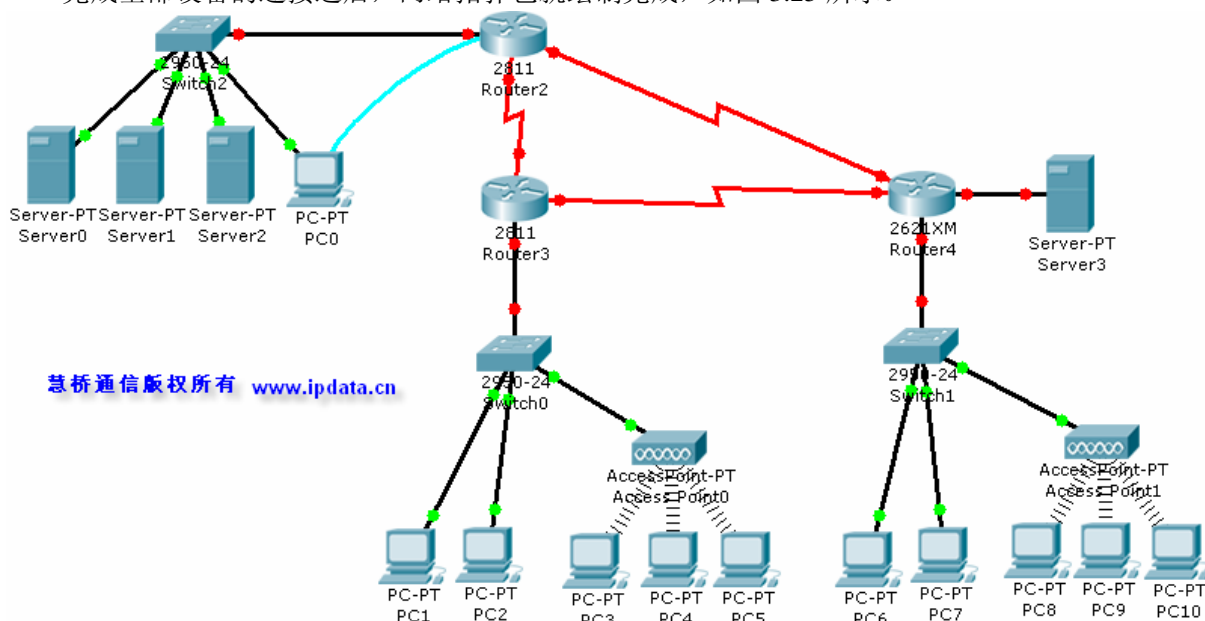 2950-24
Switch2
2811
Router2
Server-PT
Server0
Server-PT
Server1
Server-PT
Server2
PC-PT
PC0
2811
Router3
2621XM
Router4
Server-PT
Server3
慧桥通信版权所有 www.ipdata.cn
2950-24
Switch0
2950-24
Switch1
AccessPoint-PT
Access Point0
AccessPoint-PT
Access Point1
PC-PT
PC1
PC-PT
PC2
PC-PT
PC3
PC-PT
PC4
PC-PT
PC5
PC-PT
PC6
PC-PT
PC7
PC-PT
PC8
PC-PT
PC9
PC-PT
PC10